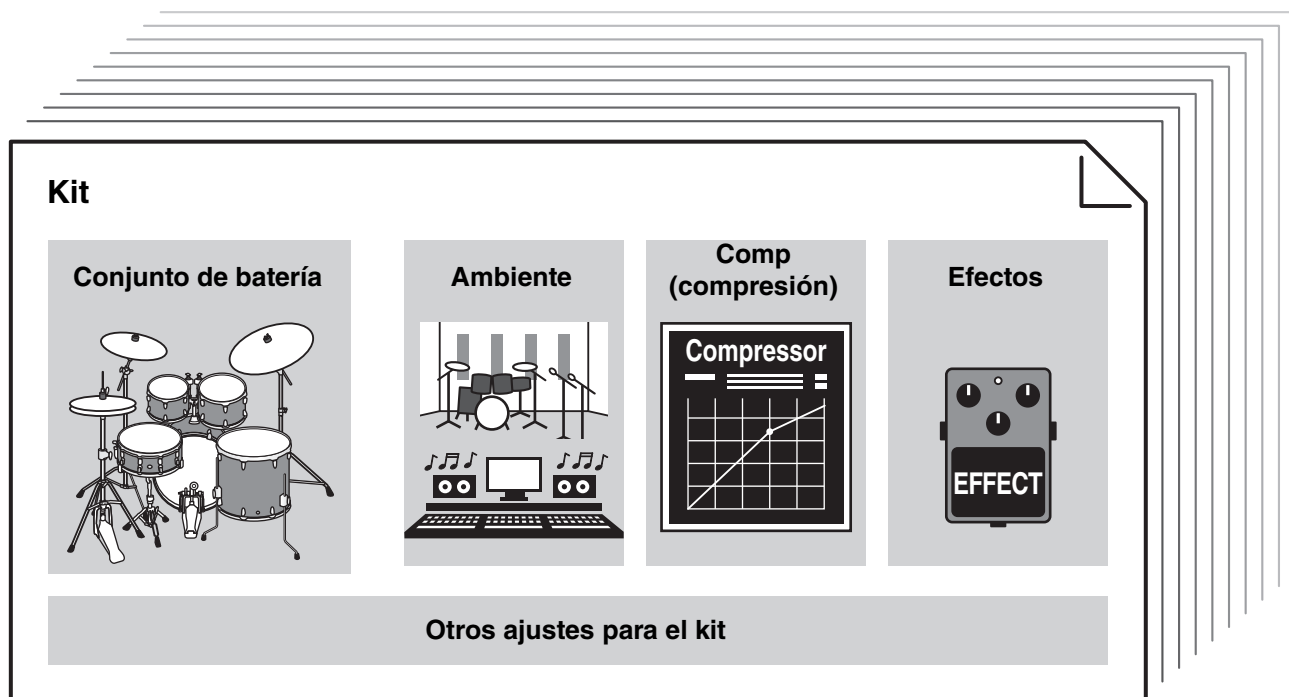 Kit
Conjunto de batería
Ambiente
Comp
(compresión)
Efectos
Compressor
EFFECT
Otros ajustes para el kit